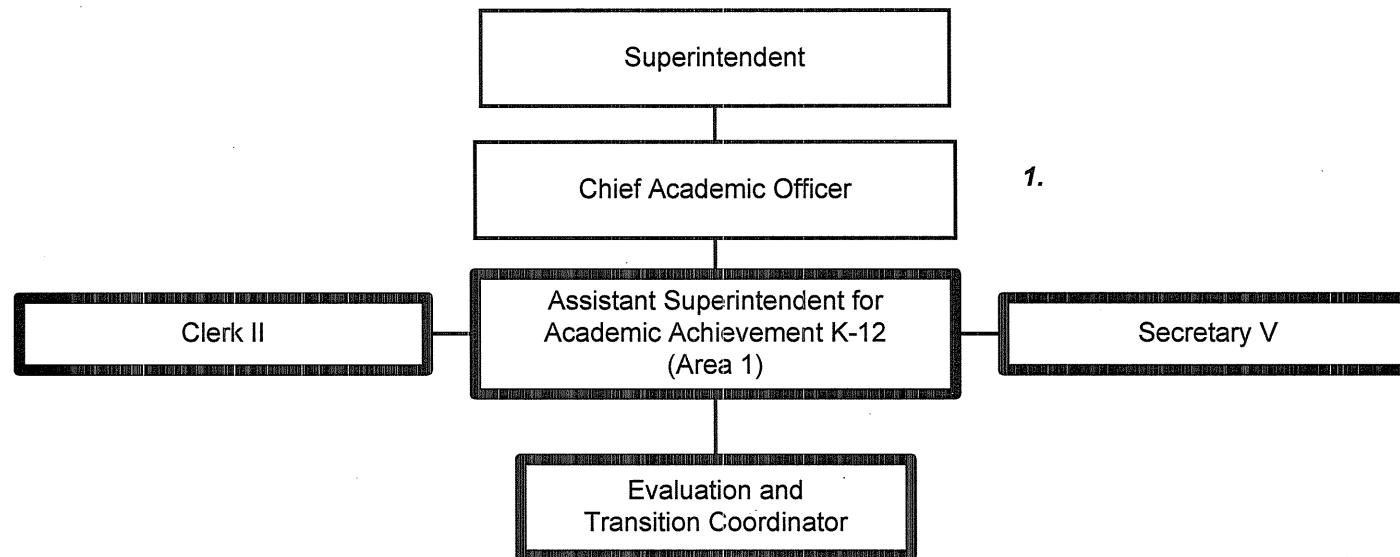 Superintendent
Chief Academic Officer
1.
Clerk II
Assistant Superintendent for
Academic Achievement K-12
(Area 1)
Secretary V
Evaluation and
Transition Coordinator